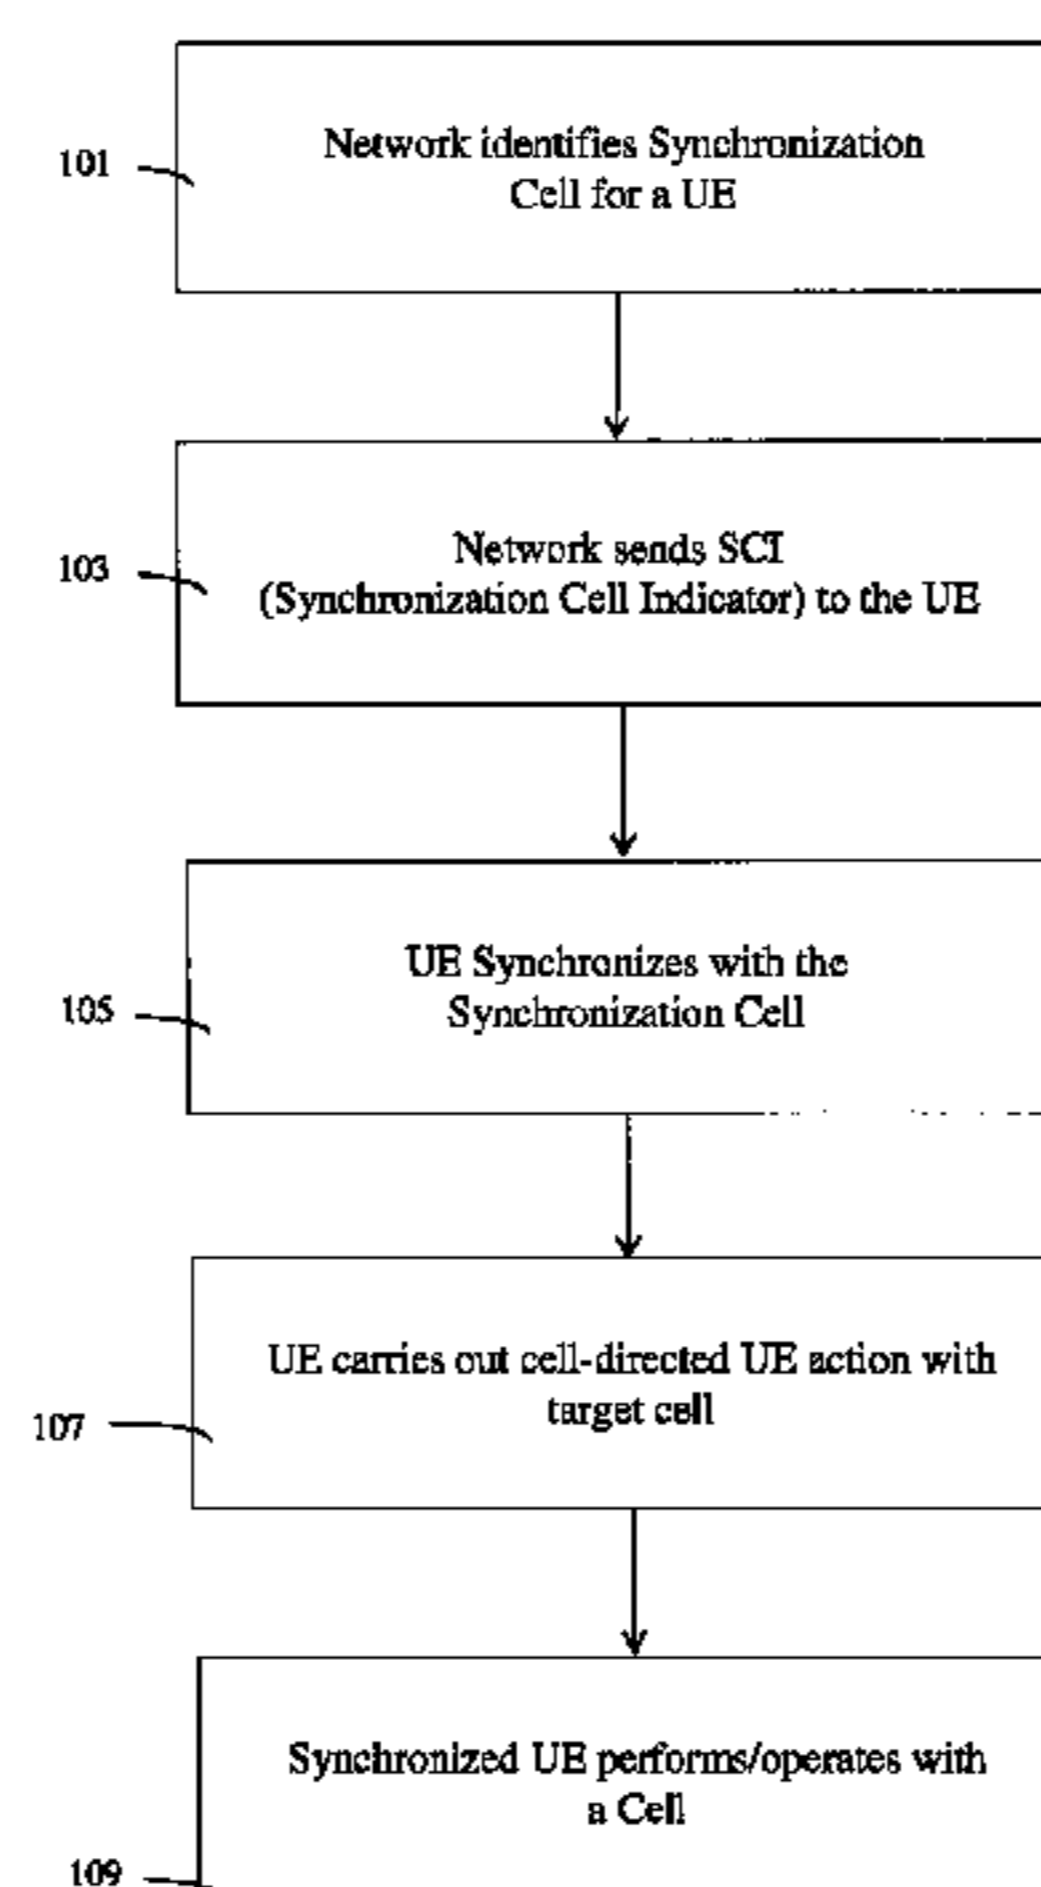 101
Network identifies Synchronization
Cell for a UE
103
Network sends SCI
(Synchronization Cell Indicator) to the UE
105
UE Synchronizes with the
Synchronization Cell
107
UE carries out cell-directed UE action with
target cell
109
Synchronized UE performs/operates with
a Cell